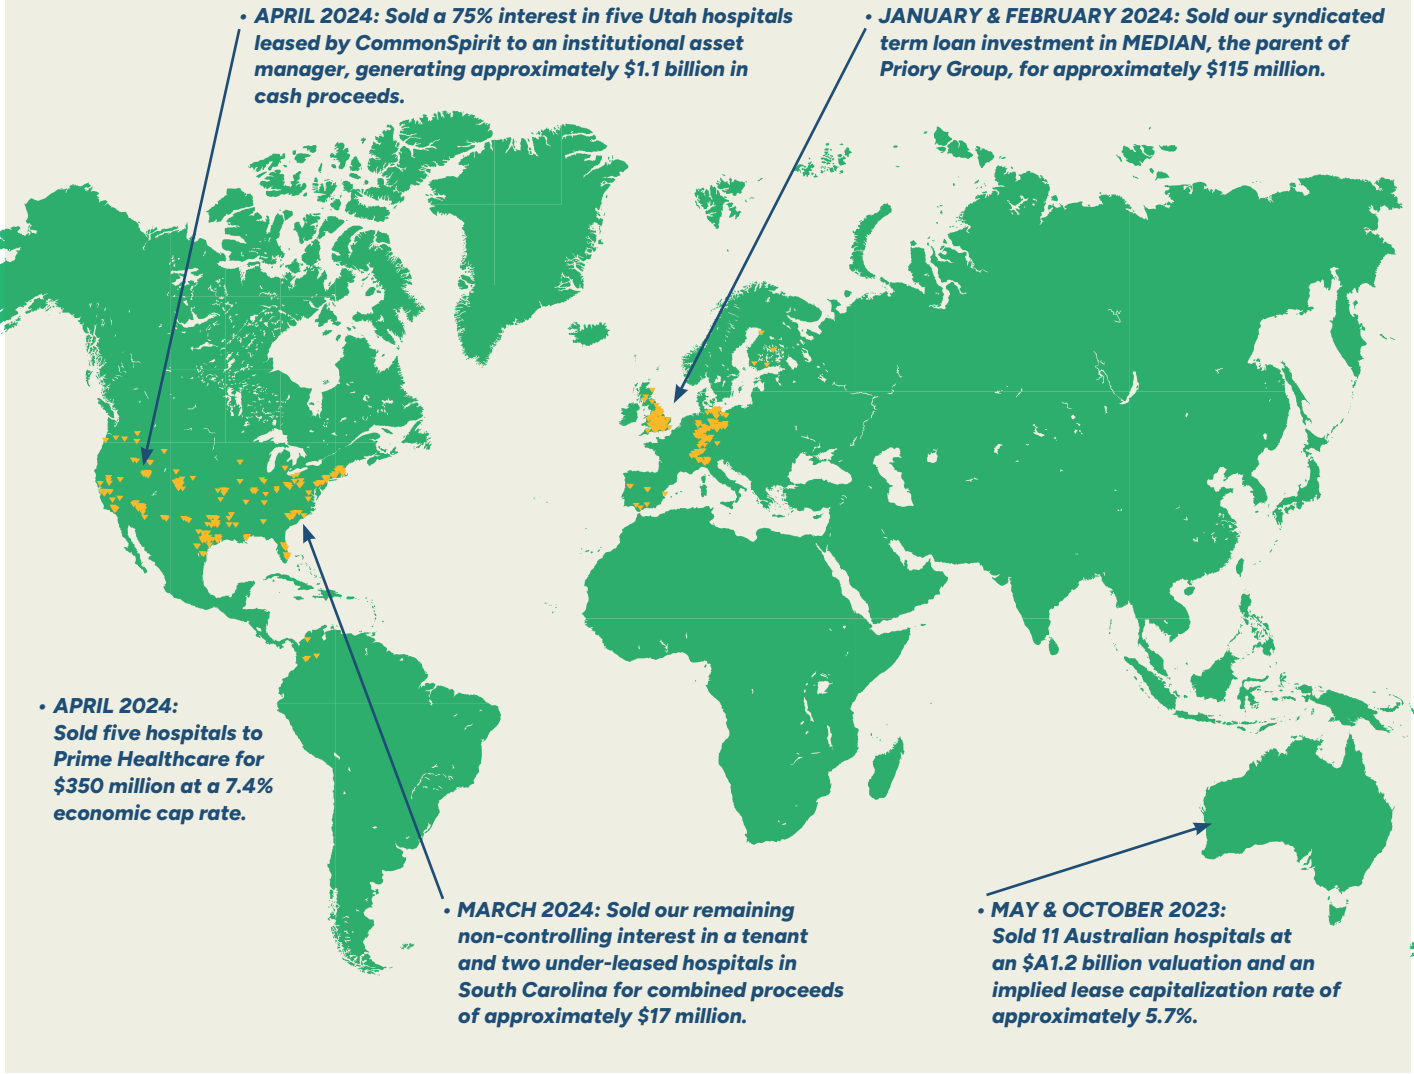 • APRIL 2024: Sold a 75% interest in five Utah hospitals
leased by CommonSpirit to an institutional asset
manager, generating approximately $1.1 billion in
cash proceeds.
• JANUARY & FEBRUARY 2024: Sold our syndicated
term loan investment in MEDIAN, the parent of
Priory Group, for approximately $115 million.
• APRIL 2024:
Sold five hospitals to
Prime Healthcare for
$350 million at a 7.4%
economic cap rate.
• MARCH 2024: Sold our remaining
non-controlling interest in a tenant
and two under-leased hospitals in
South Carolina for combined proceeds
of approximately $17 million.
• MAY & OCTOBER 2023:
Sold 11 Australian hospitals at
an $A1.2 billion valuation and an
implied lease capitalization rate of
approximately 5.7%.